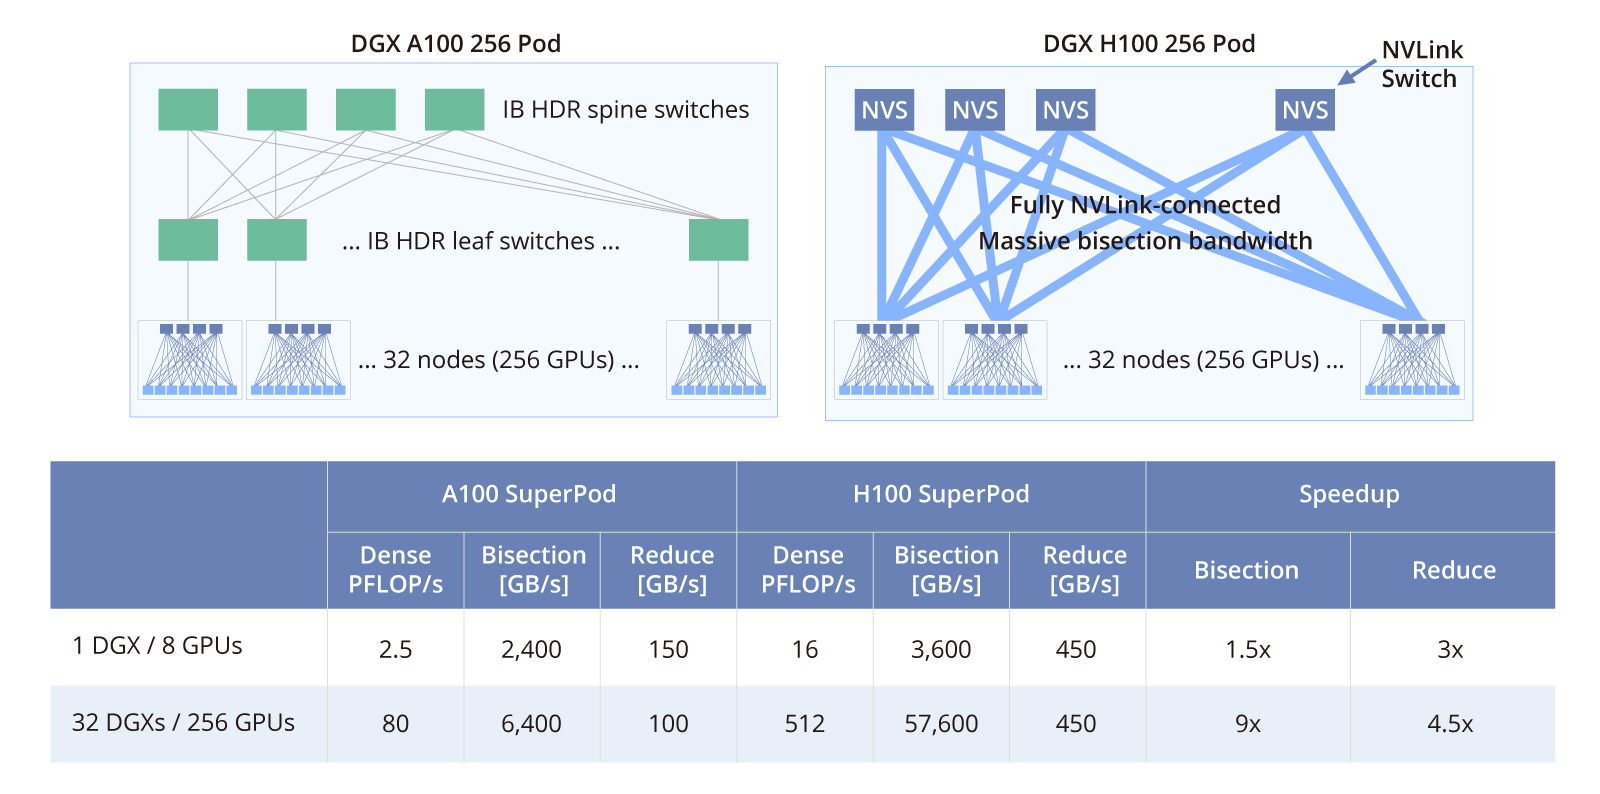 DGX A100 256 Pod
IB HDR spine switches
... IB HDR leaf switches ...
... 32 nodes (256 GPUs) ...
DGX H100 256 Pod
NVLink
Switch
NVS NVS NVS NVS
Fully NVLink-connected
Massive bisection bandwidth
... 32 nodes (256 GPUs) ...
A100 SuperPod H100 SuperPod Speedup
Dense PFLOP/s Bisection [GB/s] Reduce [GB/s] Dense PFLOP/s Bisection [GB/s] Reduce [GB/s] Bisection Reduce
1 DGX / 8 GPUs 2.5 2,400 150 16 3,600 450 1.5x 3x
32 DGXs / 256 GPUs 80 6,400 100 512 57,600 450 9x 4.5x